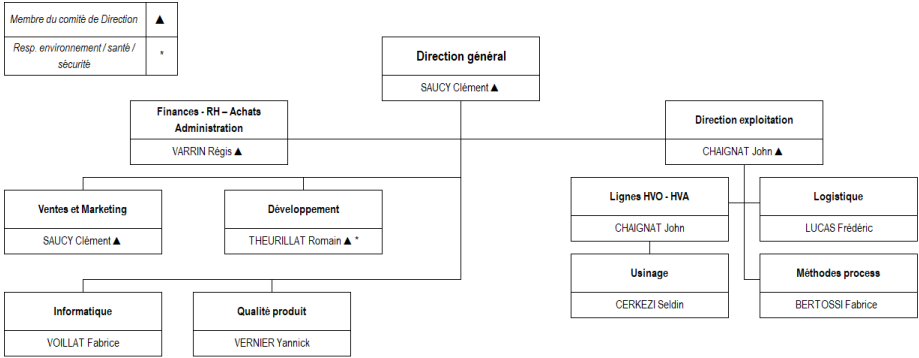 Membre du comité de Direction ▲
Resp. environnement / santé / *
sécurité
Direction général
SAUCY Clément ▲
Finances - RH – Achats
Administration
VARRIN Régis ▲
Direction exploitation
CHAIGNAT John ▲
Ventes et Marketing
SAUCY Clément ▲
Développement
THEURILLAT Romain ▲ *
Lignes HVO - HVA
CHAIGNAT John
Logistique
LUCAS Frédéric
Usinage
CERKEZI Seldin
Méthodes process
BERTOSSI Fabrice
Informatique
VOILLAT Fabrice
Qualité produit
VERNIER Yannick